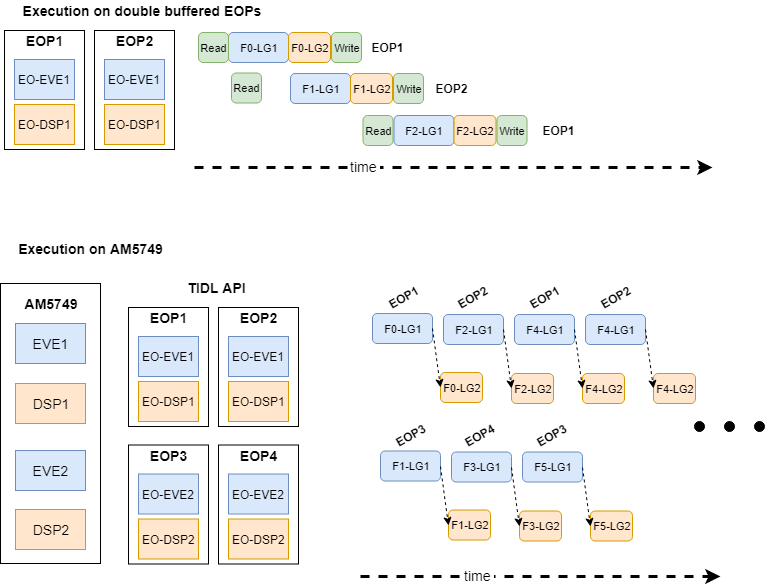 Execution on double buffered EOPs
EOP1 EOP2
EO-EVE1 EO-EVE1
EO-DSP1 EO-DSP1
Read F0-LG1 F0-LG2 Write EOP1
Read F1-LG1 F1-LG2 Write EOP2
Read F2-LG1 F2-LG2 Write EOP1
time
Execution on AM5749
AM5749
EVE1
DSP1
EVE2
DSP2
TIDL API
EOP1 EOP2
EO-EVE1 EO-EVE1
EO-DSP1 EO-DSP1
EOP3 EOP4
EO-EVE2 EO-EVE2
EO-DSP2 EO-DSP2
EOP1 EOP2 EOP1 EOP2
F0-LG1 F2-LG1 F4-LG1 F4-LG1
F0-LG2 F2-LG2 F4-LG2 F4-LG2
EOP3 EOP4 EOP3
F1-LG1 F3-LG1 F5-LG1
F1-LG2 F3-LG2 F5-LG2
time